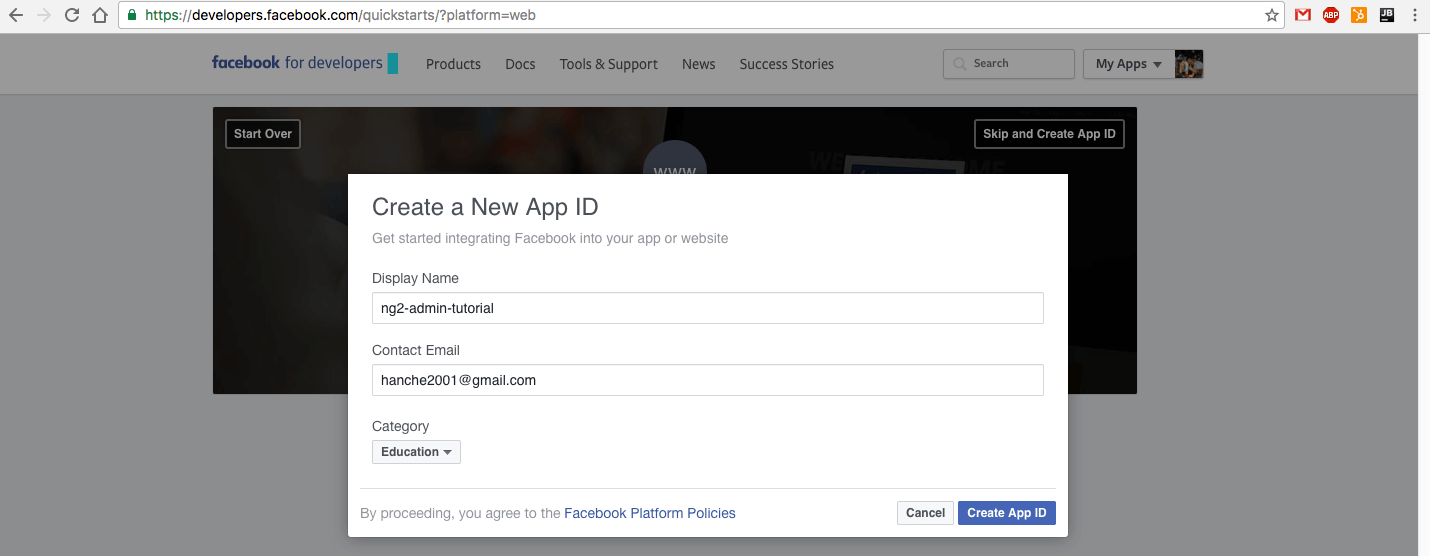 https://developers.facebook.com/quickstarts/?platform=web
ABP
JB
facebook for developers
Products
Docs
Tools & Support
News
Success Stories
Search
My Apps
Start Over
Skip and Create App ID
Create a New App ID
Get started integrating Facebook into your app or website
Display Name
ng2-admin-tutorial
Contact Email
hanche2001@gmail.com
Category
Education
By proceeding, you agree to the Facebook Platform Policies
Cancel
Create App ID